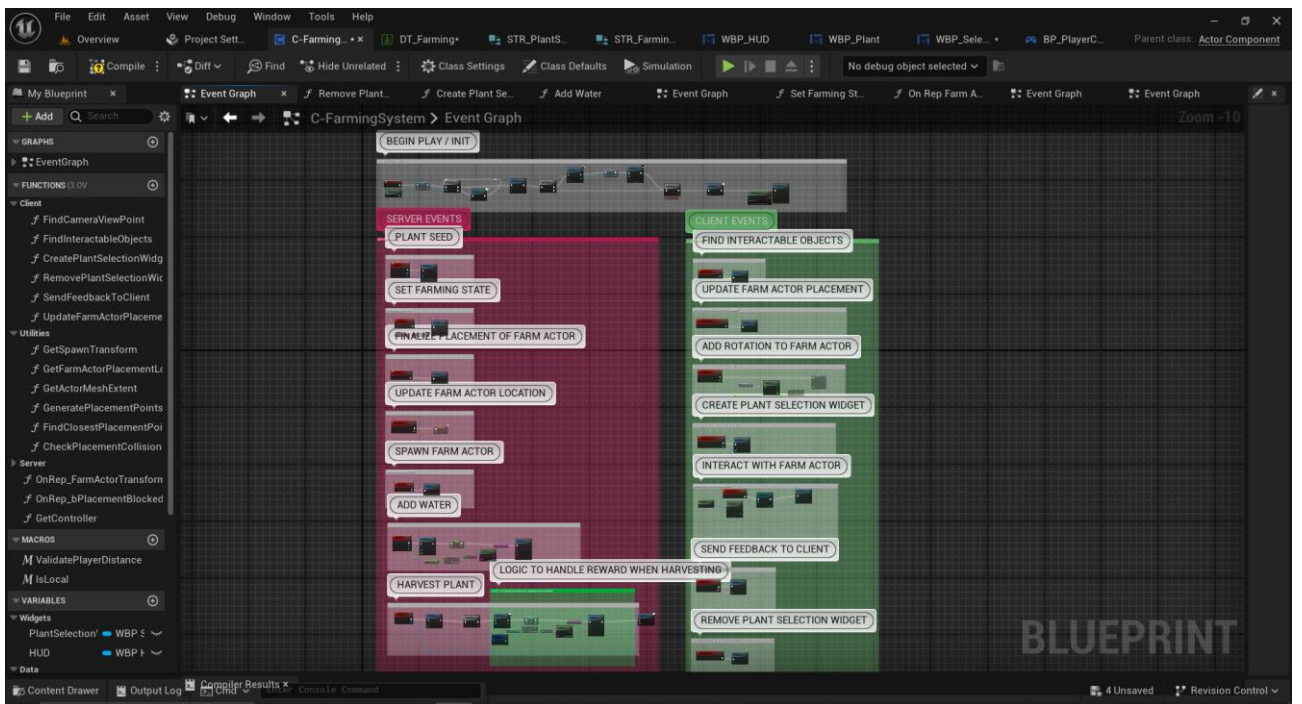 File Edit Asset View Debug Window Tools Help
Overview Project Sett... C-Farming... DT_Farming• STR_PlantS... STR_Farmin... WBP_HUD WBP_Plant WBP_Sele... • BP_PlayerC... Parent class: Actor Component
Compile Diff Find Hide Unrelated Class Settings Class Defaults Simulation No debug object selected
My Blueprint × Event Graph × f Remove Plant... f Create Plant Se... f Add Water Event Graph f Set Farming St... f On Rep Farm A... Event Graph Event Graph
+ Add Search C-FarmingSystem > Event Graph Zoom -10
GRAPHS
EventGraph
FUNCTIONS (3 OV
Client
f FindCameraViewPoint
f FindInteractableObjects
f CreatePlantSelectionWidg
f RemovePlantSelectionWic
f SendFeedbackToClient
f UpdateFarmActorPlaceme
Utilities
f GetSpawnTransform
f GetFarmActorPlacementLc
f GetActorMeshExtent
f GeneratePlacementPoints
f FindClosestPlacementPoi
f CheckPlacementCollision
Server
f OnRep_FarmActorTransform
f OnRep_bPlacementBlocked
f GetController
MACROS
M ValidatePlayerDistance
M IsLocal
VARIABLES
Widgets
PlantSelection' WBP S
HUD WBP H
Data
BEGIN PLAY / INIT
SERVER EVENTS
PLANT SEED
SET FARMING STATE
FINALIZE PLACEMENT OF FARM ACTOR
UPDATE FARM ACTOR LOCATION
SPAWN FARM ACTOR
ADD WATER
LOGIC TO HANDLE REWARD WHEN HARVESTING
HARVEST PLANT
CLIENT EVENTS
FIND INTERACTABLE OBJECTS
UPDATE FARM ACTOR PLACEMENT
ADD ROTATION TO FARM ACTOR
CREATE PLANT SELECTION WIDGET
INTERACT WITH FARM ACTOR
SEND FEEDBACK TO CLIENT
REMOVE PLANT SELECTION WIDGET
BLUEPRINT
Content Drawer Output Log Compiler Results × Cmd Enter Console Command 4 Unsaved Revision Control